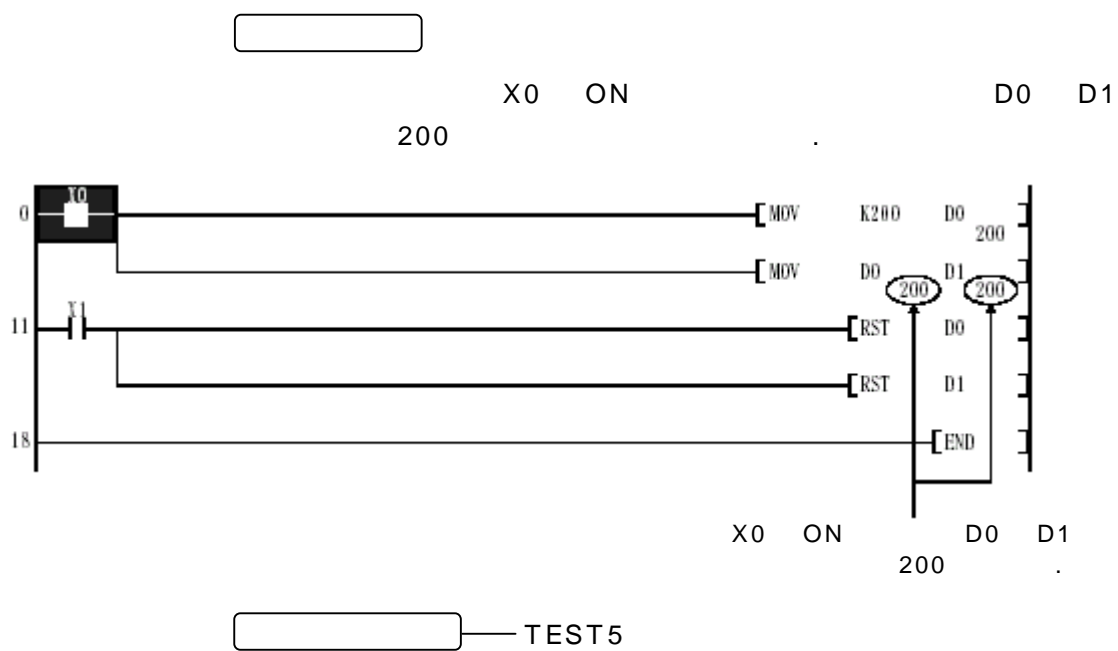 X0 ON D0 D1
200 .
X0
0 MOV K200 D0
200
MOV D0 D1
200 200
X1
11 RST D0
RST D1
18 END
X0 ON D0 D1
200 .
TEST5